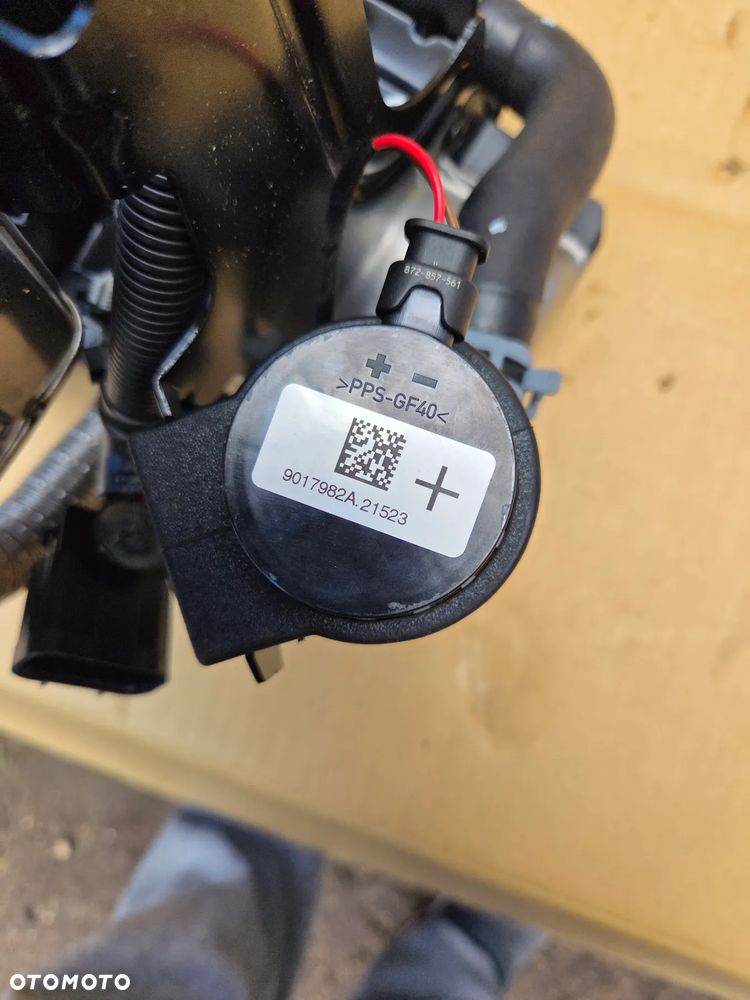 872-857-561
+ -
>PPS-GF40<
9017982A.21523
+
OTOMOTO